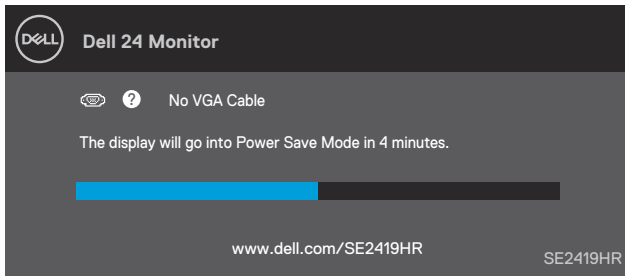 DELL
Dell 24 Monitor
? No VGA Cable
The display will go into Power Save Mode in 4 minutes.
www.dell.com/SE2419HR
SE2419HR